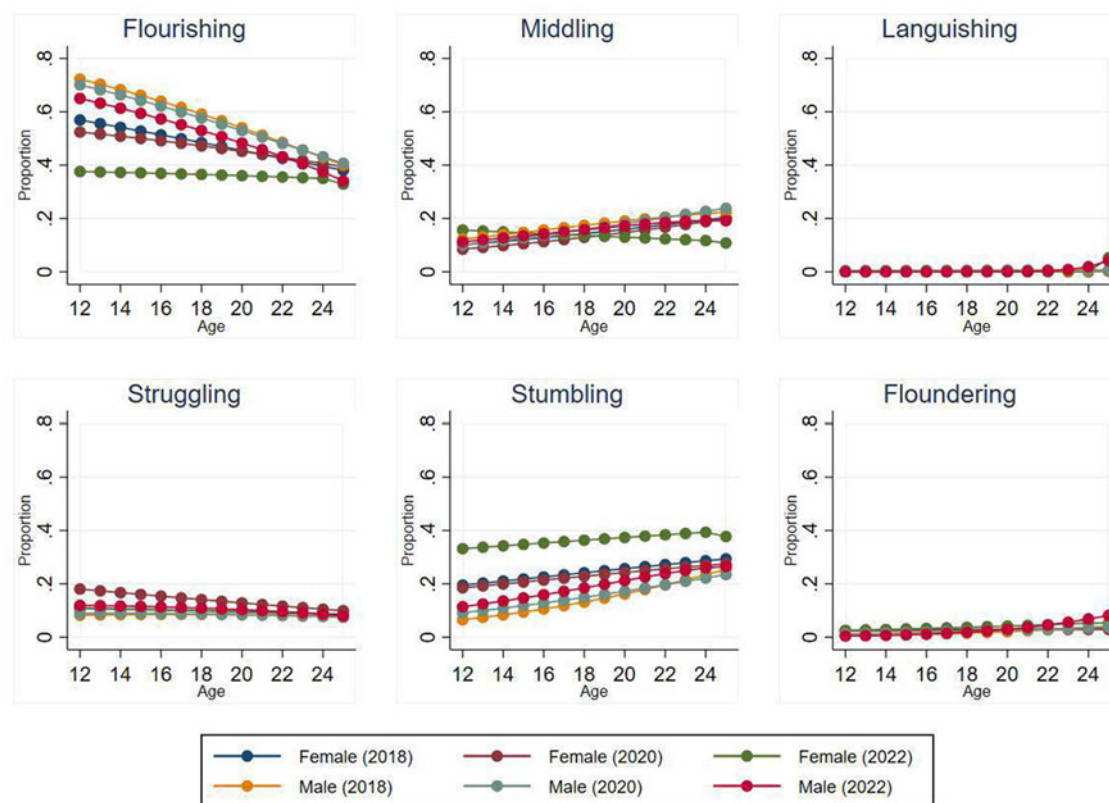 Flourishing
Middling
Languishing
Proportion
.8
.6
.4
.2
0
12 14 16 18 20 22 24
Age
Proportion
.8
.6
.4
.2
0
12 14 16 18 20 22 24
Age
Proportion
.8
.6
.4
.2
0
12 14 16 18 20 22 24
Age
Struggling
Stumbling
Floundering
Proportion
.8
.6
.4
.2
0
12 14 16 18 20 22 24
Age
Proportion
.8
.6
.4
.2
0
12 14 16 18 20 22 24
Age
Proportion
.8
.6
.4
.2
0
12 14 16 18 20 22 24
Age
Female (2018) Female (2020) Female (2022)
Male (2018) Male (2020) Male (2022)